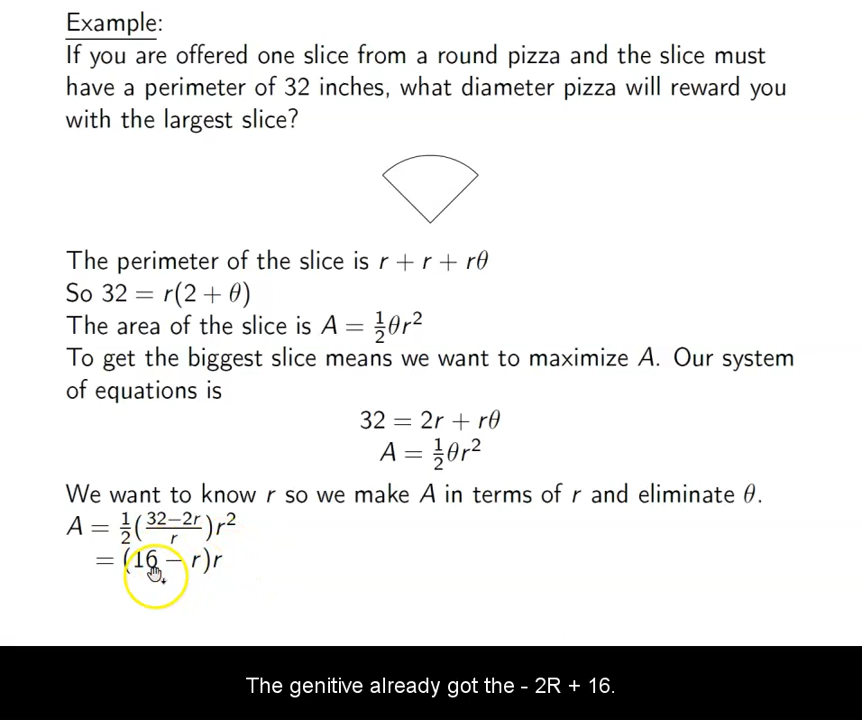 Example:
If you are offered one slice from a round pizza and the slice must
have a perimeter of 32 inches, what diameter pizza will reward you
with the largest slice?
The perimeter of the slice is r + r + rθ
So 32 = r(2 + θ)
The area of the slice is A = ½θr²
To get the biggest slice means we want to maximize A. Our system
of equations is
32 = 2r + rθ
A = ½θr²
We want to know r so we make A in terms of r and eliminate θ.
A = ½((32−2r)/r)r²
= (16 − r)r
The genitive already got the - 2R + 16.